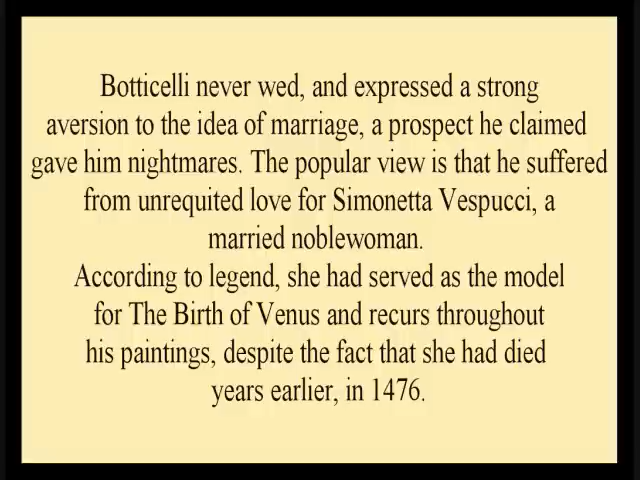 Botticelli never wed, and expressed a strong
aversion to the idea of marriage, a prospect he claimed
gave him nightmares. The popular view is that he suffered
from unrequited love for Simonetta Vespucci, a
married noblewoman.
According to legend, she had served as the model
for The Birth of Venus and recurs throughout
his paintings, despite the fact that she had died
years earlier, in 1476.